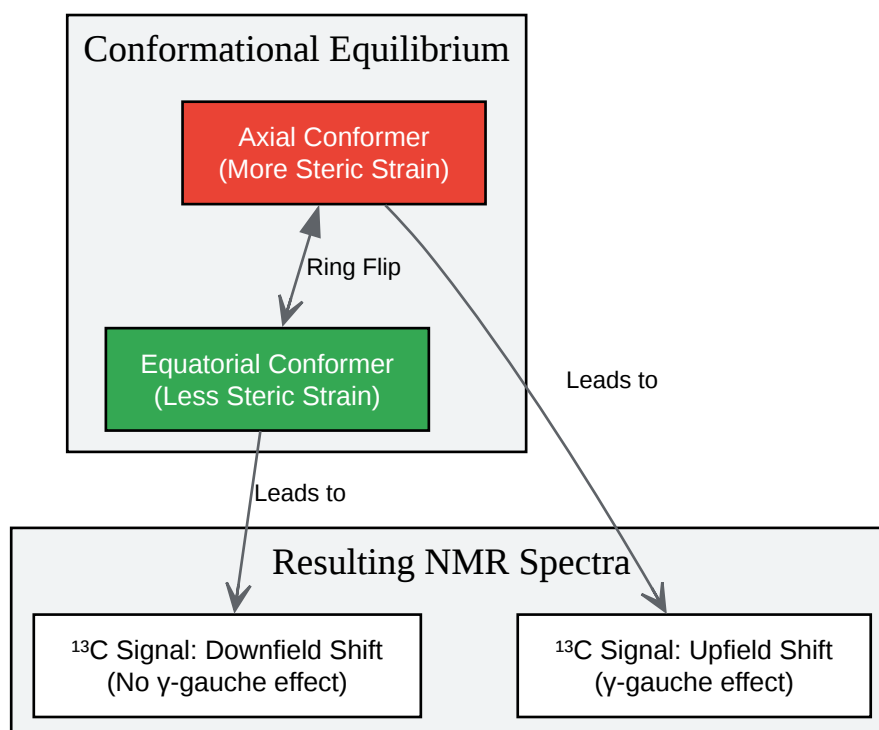 Conformational Equilibrium
Axial Conformer
(More Steric Strain)
Ring Flip
Equatorial Conformer
(Less Steric Strain)
Leads to
Leads to
Resulting NMR Spectra
¹³C Signal: Downfield Shift
(No γ-gauche effect)
¹³C Signal: Upfield Shift
(γ-gauche effect)